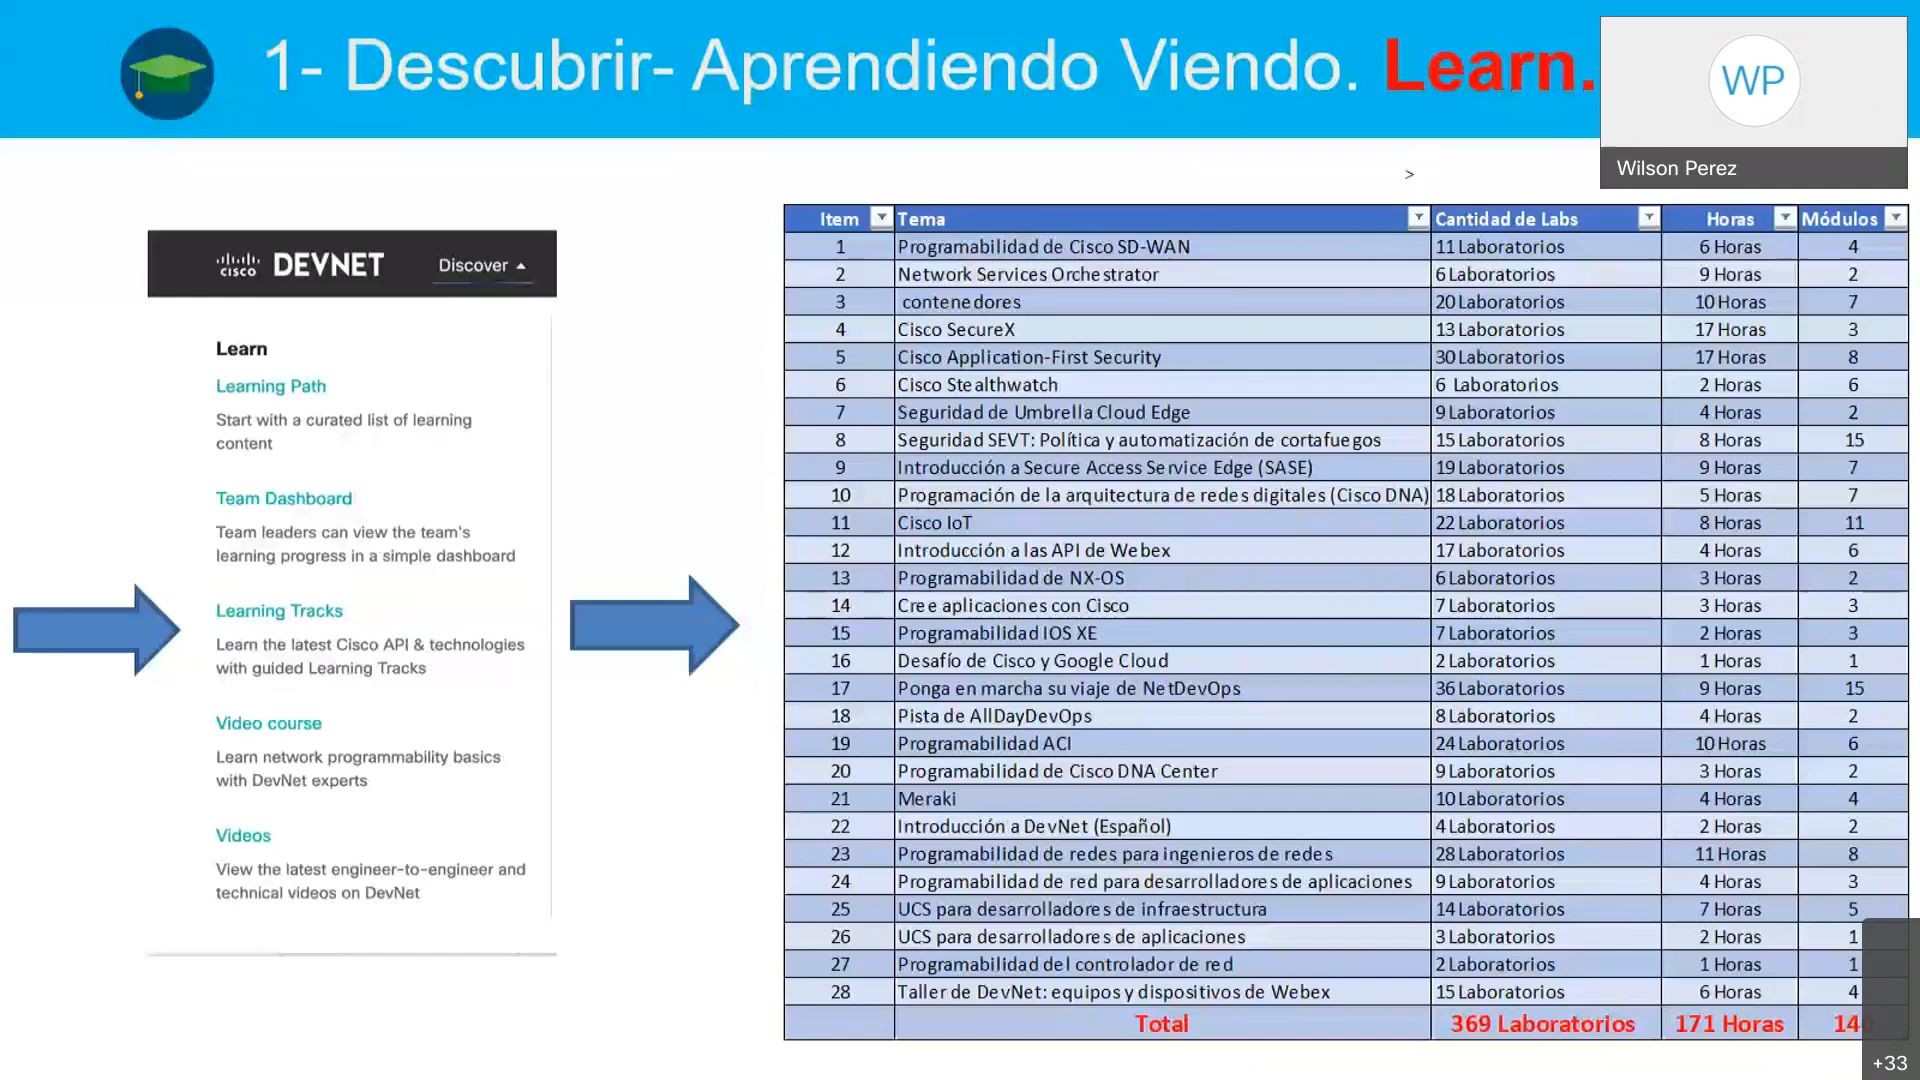 1- Descubrir- Aprendiendo Viendo. Learn.
WP
Wilson Perez
>
cisco DEVNET Discover
Learn
Learning Path
Start with a curated list of learning
content
Team Dashboard
Team leaders can view the team's
learning progress in a simple dashboard
Learning Tracks
Learn the latest Cisco API & technologies
with guided Learning Tracks
Video course
Learn network programmability basics
with DevNet experts
Videos
View the latest engineer-to-engineer and
technical videos on DevNet
Item Tema Cantidad de Labs Horas Módulos
1 Programabilidad de Cisco SD-WAN 11 Laboratorios 6 Horas 4
2 Network Services Orchestrator 6 Laboratorios 9 Horas 2
3 contenedores 20 Laboratorios 10 Horas 7
4 Cisco SecureX 13 Laboratorios 17 Horas 3
5 Cisco Application-First Security 30 Laboratorios 17 Horas 8
6 Cisco Stealthwatch 6 Laboratorios 2 Horas 6
7 Seguridad de Umbrella Cloud Edge 9 Laboratorios 4 Horas 2
8 Seguridad SEVT: Política y automatización de cortafuegos 15 Laboratorios 8 Horas 15
9 Introducción a Secure Access Service Edge (SASE) 19 Laboratorios 9 Horas 7
10 Programación de la arquitectura de redes digitales (Cisco DNA) 18 Laboratorios 5 Horas 7
11 Cisco IoT 22 Laboratorios 8 Horas 11
12 Introducción a las API de Webex 17 Laboratorios 4 Horas 6
13 Programabilidad de NX-OS 6 Laboratorios 3 Horas 2
14 Cree aplicaciones con Cisco 7 Laboratorios 3 Horas 3
15 Programabilidad IOS XE 7 Laboratorios 2 Horas 3
16 Desafío de Cisco y Google Cloud 2 Laboratorios 1 Horas 1
17 Ponga en marcha su viaje de NetDevOps 36 Laboratorios 9 Horas 15
18 Pista de AllDayDevOps 8 Laboratorios 4 Horas 2
19 Programabilidad ACI 24 Laboratorios 10 Horas 6
20 Programabilidad de Cisco DNA Center 9 Laboratorios 3 Horas 2
21 Meraki 10 Laboratorios 4 Horas 4
22 Introducción a DevNet (Español) 4 Laboratorios 2 Horas 2
23 Programabilidad de redes para ingenieros de redes 28 Laboratorios 11 Horas 8
24 Programabilidad de red para desarrolladores de aplicaciones 9 Laboratorios 4 Horas 3
25 UCS para desarrolladores de infraestructura 14 Laboratorios 7 Horas 5
26 UCS para desarrolladores de aplicaciones 3 Laboratorios 2 Horas 1
27 Programabilidad del controlador de red 2 Laboratorios 1 Horas 1
28 Taller de DevNet: equipos y dispositivos de Webex 15 Laboratorios 6 Horas 4
Total 369 Laboratorios 171 Horas
+33